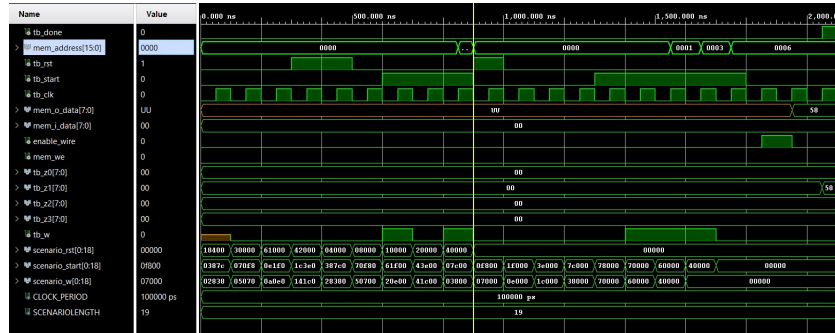 Name Value 0.000 ns 500.000 ns 1,000.000 ns 1,500.000 ns 2,000.
tb_done 0
mem_address[15:0] 0000 0000 .. 0000 0001 0003 0006
tb_rst 1
tb_start 0
tb_clk 0
mem_o_data[7:0] UU UU 58
mem_i_data[7:0] 00 00
enable_wire 0
mem_we 0
tb_z0[7:0] 00 00
tb_z1[7:0] 00 00 58
tb_z2[7:0] 00 00
tb_z3[7:0] 00 00
tb_w 0
scenario_rst[0:18] 00000 18400 30000 61000 42000 04000 08000 10000 20000 40000 00000
scenario_start[0:18] 0f800 0387c 070f8 0e1f0 1c3e0 387c0 70f80 61f00 43e00 07c00 0f800 1f000 3e000 7c000 78000 70000 60000 40000 00000
scenario_w[0:18] 07000 02830 05070 0a0e0 141c0 28380 50700 20e00 41c00 03800 07000 0e000 1c000 38000 70000 60000 40000 00000
CLOCK_PERIOD 100000 ps 100000 ps
SCENARIOLENGTH 19 19